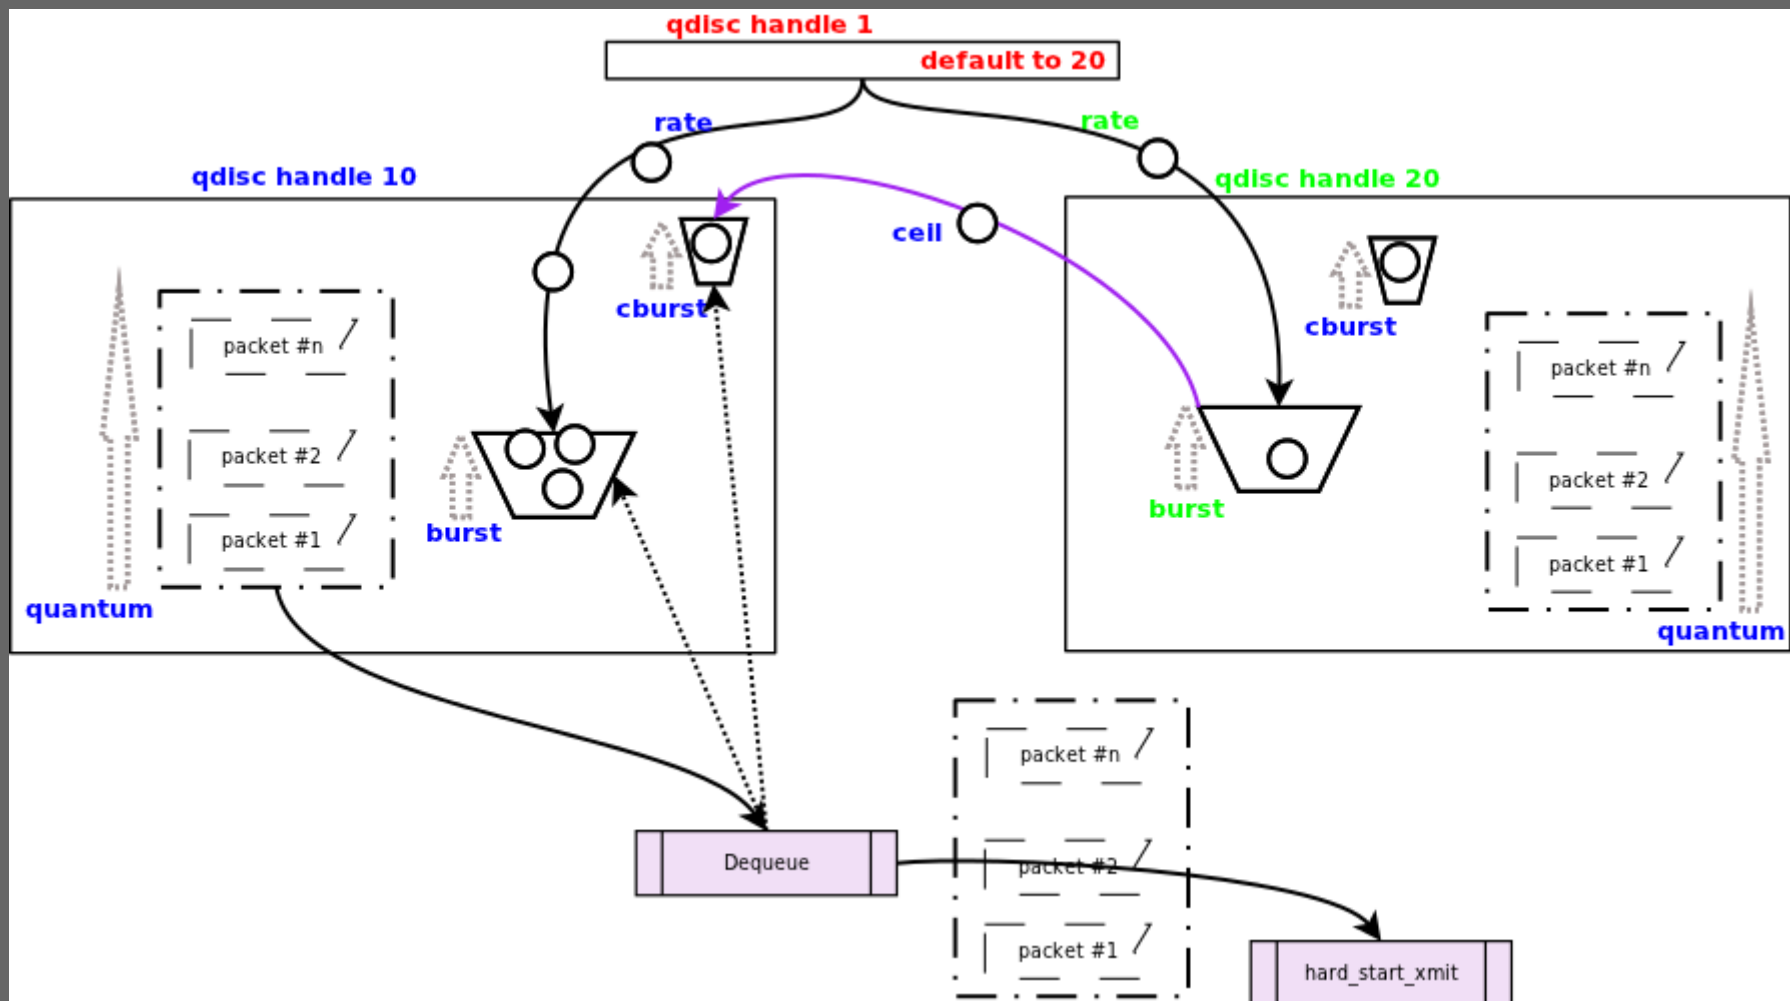 qdisc handle 1
default to 20
rate
rate
qdisc handle 10
qdisc handle 20
ceil
cburst
cburst
packet #n
packet #2
packet #1
burst
quantum
packet #n
packet #2
packet #1
burst
quantum
packet #n
packet #2
packet #1
Dequeue
hard_start_xmit